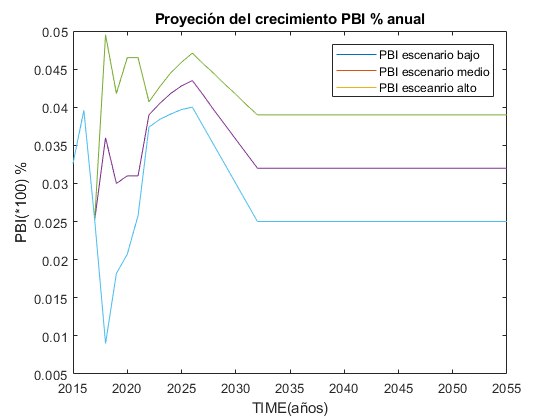 Proyeción del crecimiento PBI % anual
PBI(*100) %
0.05
0.045
0.04
0.035
0.03
0.025
0.02
0.015
0.01
0.005
PBI escenario bajo
PBI escenario medio
PBI esceanrio alto
2015 2020 2025 2030 2035 2040 2045 2050 2055
TIME(años)